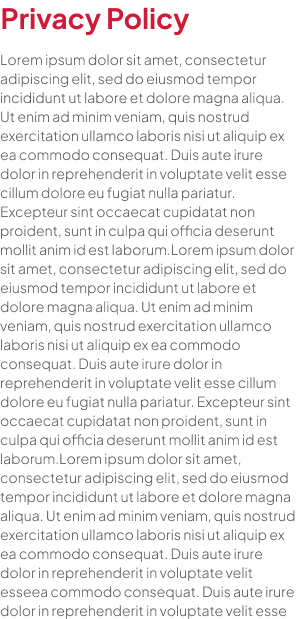 Privacy Policy
Lorem ipsum dolor sit amet, consectetur
adipiscing elit, sed do eiusmod tempor
incididunt ut labore et dolore magna aliqua.
Ut enim ad minim veniam, quis nostrud
exercitation ullamco laboris nisi ut aliquip ex
ea commodo consequat. Duis aute irure
dolor in reprehenderit in voluptate velit esse
cillum dolore eu fugiat nulla pariatur.
Excepteur sint occaecat cupidatat non
proident, sunt in culpa qui officia deserunt
mollit anim id est laborum.Lorem ipsum dolor
sit amet, consectetur adipiscing elit, sed do
eiusmod tempor incididunt ut labore et
dolore magna aliqua. Ut enim ad minim
veniam, quis nostrud exercitation ullamco
laboris nisi ut aliquip ex ea commodo
consequat. Duis aute irure dolor in
reprehenderit in voluptate velit esse cillum
dolore eu fugiat nulla pariatur. Excepteur sint
occaecat cupidatat non proident, sunt in
culpa qui officia deserunt mollit anim id est
laborum.Lorem ipsum dolor sit amet,
consectetur adipiscing elit, sed do eiusmod
tempor incididunt ut labore et dolore magna
aliqua. Ut enim ad minim veniam, quis nostrud
exercitation ullamco laboris nisi ut aliquip ex
ea commodo consequat. Duis aute irure
dolor in reprehenderit in voluptate velit
esseea commodo consequat. Duis aute irure
dolor in reprehenderit in voluptate velit esse